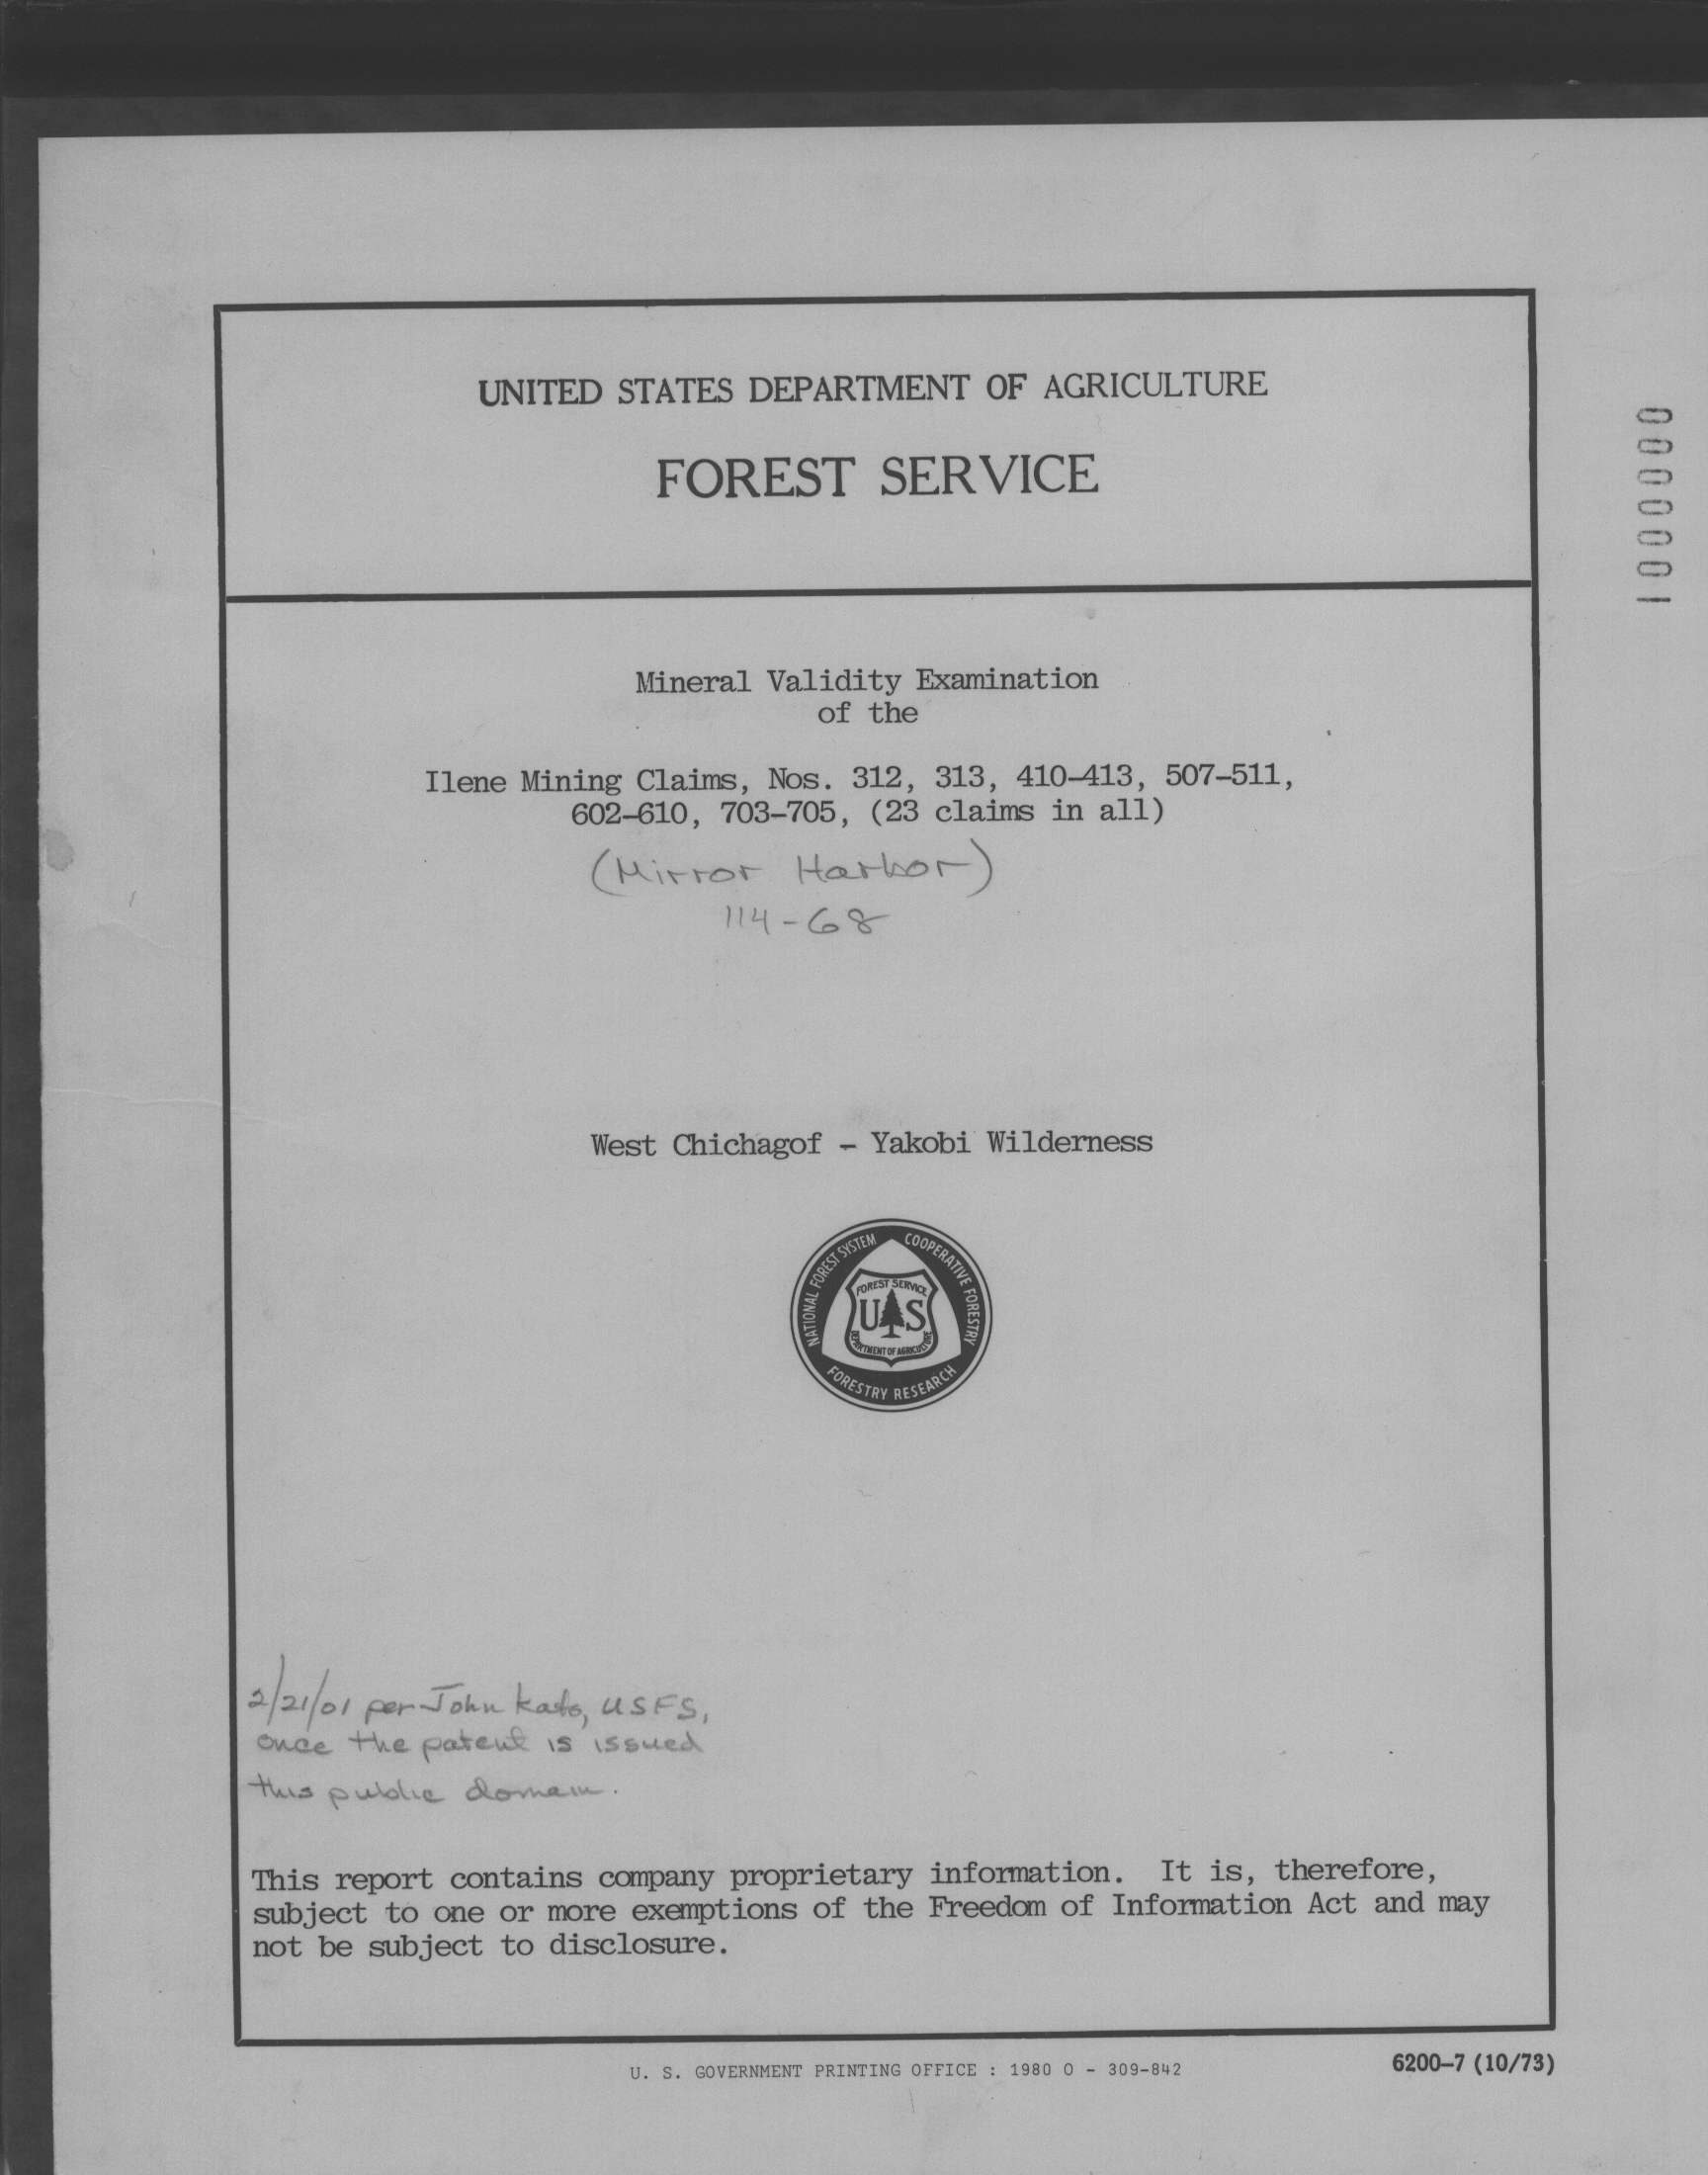 UNITED STATES DEPARTMENT OF AGRICULTURE
FOREST SERVICE
0000001
Mineral Validity Examination
of the
Ilene Mining Claims, Nos. 312, 313, 410-413, 507-511,
602-610, 703-705, (23 claims in all)
(Mirror Harbor)
114-68
West Chichagof - Yakobi Wilderness
NATIONAL FOREST SYSTEM
COOPERATIVE FORESTRY
FORESTRY RESEARCH
FOREST SERVICE
U S
DEPARTMENT OF AGRICULTURE
2/21/01 per John Kato, USFS,
once the patent is issued
this public domain.
This report contains company proprietary information. It is, therefore,
subject to one or more exemptions of the Freedom of Information Act and may
not be subject to disclosure.
U. S. GOVERNMENT PRINTING OFFICE : 1980 O - 309-842
6200-7 (10/73)